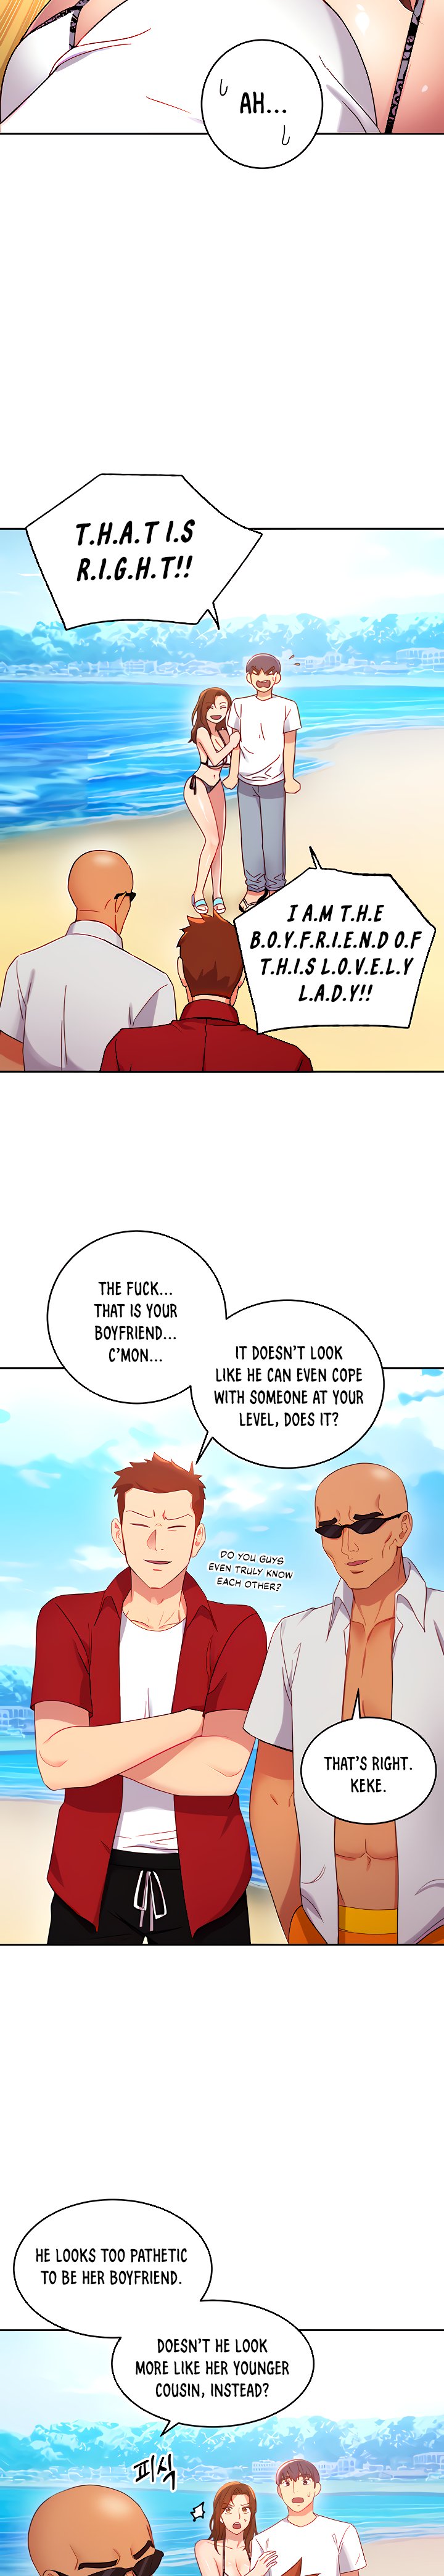 AH...
T.H.A.T I.S
R.I.G.H.T!!
I A.M T.H.E
B.O.Y.F.R.I.E.N.D O.F
T.H.I.S L.O.V.E.L.Y
L.A.D.Y!!
THE FUCK...
THAT IS YOUR
BOYFRIEND...
C'MON...
IT DOESN'T LOOK
LIKE HE CAN EVEN COPE
WITH SOMEONE AT YOUR
LEVEL, DOES IT?
DO YOU GUYS
EVEN TRULY KNOW
EACH OTHER?
THAT'S RIGHT.
KEKE.
HE LOOKS TOO PATHETIC
TO BE HER BOYFRIEND.
DOESN'T HE LOOK
MORE LIKE HER YOUNGER
COUSIN, INSTEAD?
피식